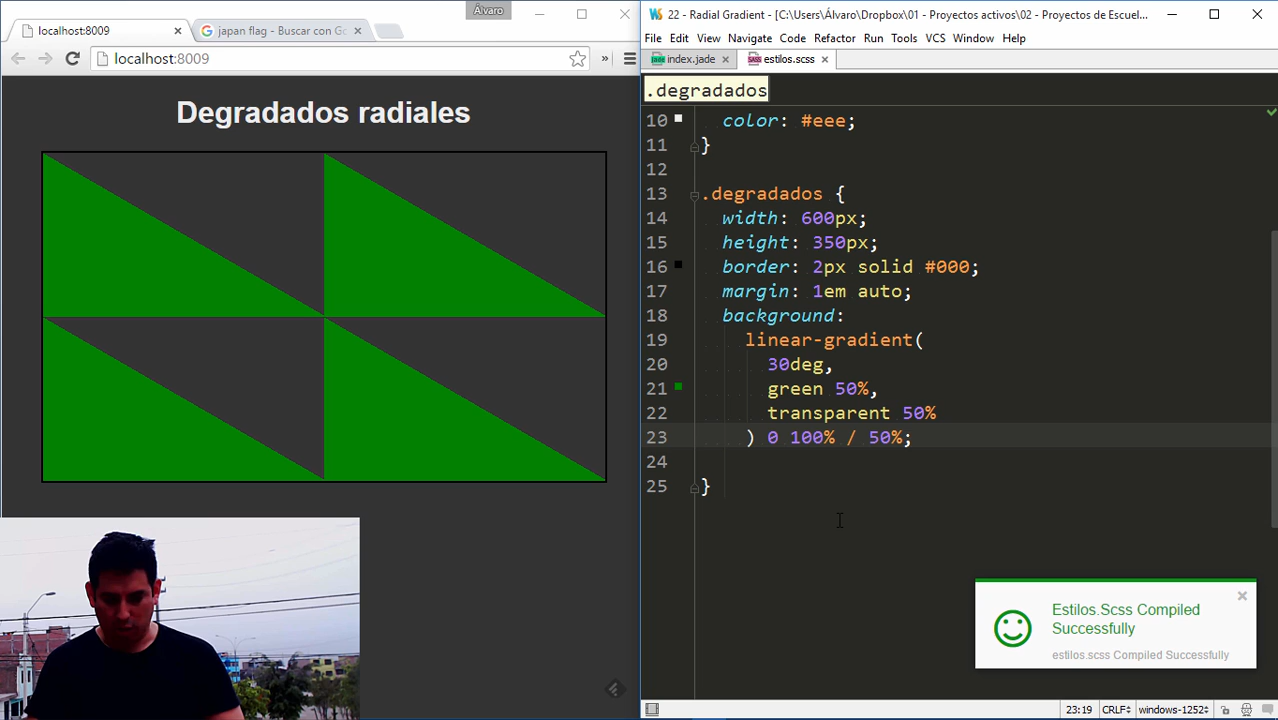 Álvaro
localhost:8009
japan flag - Buscar con Go
localhost:8009
Degradados radiales
22 - Radial Gradient - [C:\Users\Álvaro\Dropbox\01 - Proyectos activos\02 - Proyectos de Escuel...
File Edit View Navigate Code Refactor Run Tools VCS Window Help
index.jade
estilos.scss
.degradados
10 color: #eee;
11 }
12
13 .degradados {
14 width: 600px;
15 height: 350px;
16 border: 2px solid #000;
17 margin: 1em auto;
18 background:
19 linear-gradient(
20 30deg,
21 green 50%,
22 transparent 50%
23 ) 0 100% / 50%;
24
25 }
Estilos.Scss Compiled
Successfully
estilos.scss Compiled Successfully
23:19 CRLF÷ windows-1252÷